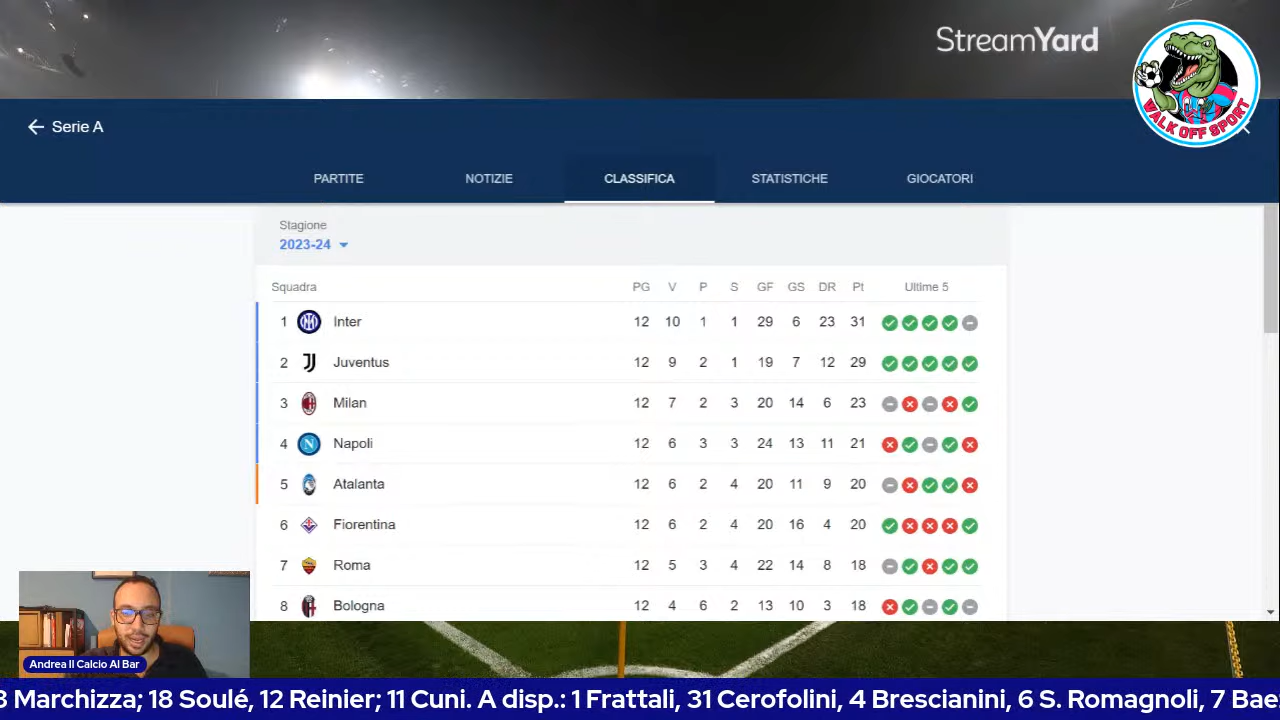 StreamYard
WALK OFF SPORT
Serie A
PARTITE NOTIZIE CLASSIFICA STATISTICHE GIOCATORI
Stagione
2023-24
Squadra PG V P S GF GS DR Pt Ultime 5
1 Inter 12 10 1 1 29 6 23 31
2 Juventus 12 9 2 1 19 7 12 29
3 Milan 12 7 2 3 20 14 6 23
4 Napoli 12 6 3 3 24 13 11 21
5 Atalanta 12 6 2 4 20 11 9 20
6 Fiorentina 12 6 2 4 20 16 4 20
7 Roma 12 5 3 4 22 14 8 18
8 Bologna 12 4 6 2 13 10 3 18
Andrea Il Calcio Al Bar
3 Marchizza; 18 Soulé, 12 Reinier; 11 Cuni. A disp.: 1 Frattali, 31 Cerofolini, 4 Brescianini, 6 S. Romagnoli, 7 Bae